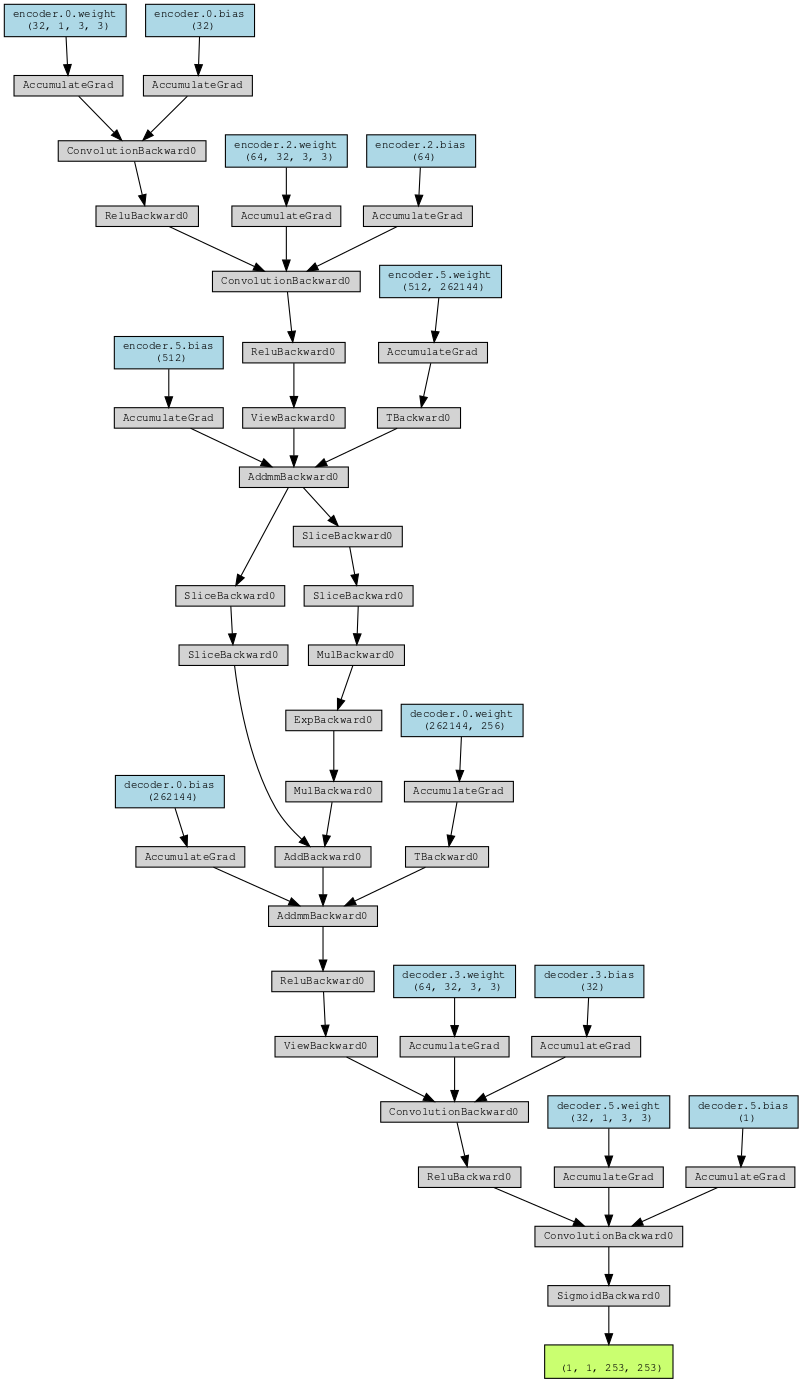 encoder.0.weight
(32, 1, 3, 3)
encoder.0.bias
(32)
AccumulateGrad
AccumulateGrad
ConvolutionBackward0
encoder.2.weight
(64, 32, 3, 3)
encoder.2.bias
(64)
ReluBackward0
AccumulateGrad
AccumulateGrad
ConvolutionBackward0
encoder.5.weight
(512, 262144)
encoder.5.bias
(512)
ReluBackward0
AccumulateGrad
AccumulateGrad
ViewBackward0
TBackward0
AddmmBackward0
SliceBackward0
SliceBackward0
SliceBackward0
SliceBackward0
MulBackward0
ExpBackward0
decoder.0.weight
(262144, 256)
decoder.0.bias
(262144)
MulBackward0
AccumulateGrad
AccumulateGrad
AddBackward0
TBackward0
AddmmBackward0
ReluBackward0
decoder.3.weight
(64, 32, 3, 3)
decoder.3.bias
(32)
ViewBackward0
AccumulateGrad
AccumulateGrad
ConvolutionBackward0
decoder.5.weight
(32, 1, 3, 3)
decoder.5.bias
(1)
ReluBackward0
AccumulateGrad
AccumulateGrad
ConvolutionBackward0
SigmoidBackward0
(1, 1, 253, 253)